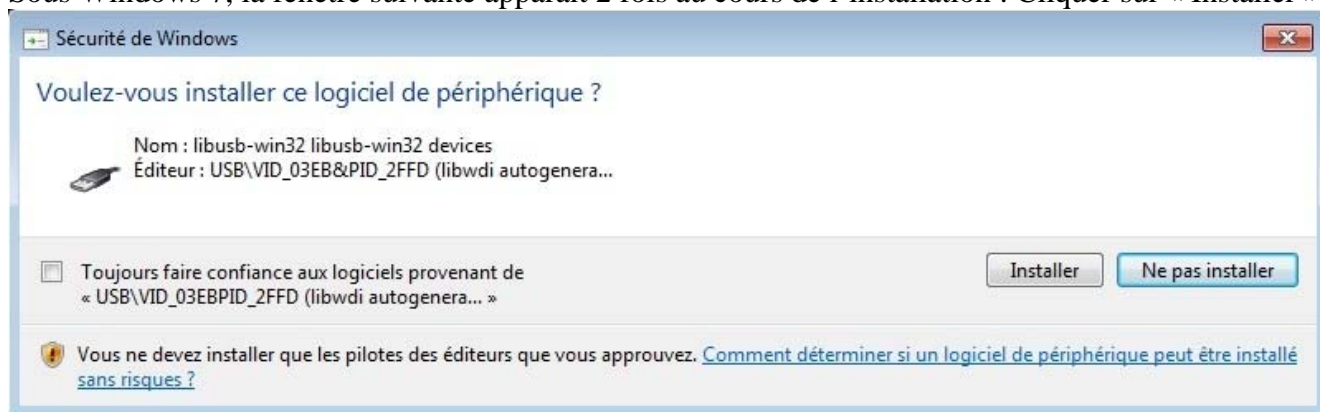 Sous Windows 7, la fenêtre suivante apparaît 2 fois au cours de l'installation : Cliquer sur « Installer »
Sécurité de Windows
Voulez-vous installer ce logiciel de périphérique ?
Nom : libusb-win32 libusb-win32 devices
Éditeur : USB\VID_03EB&PID_2FFD (libwdi autogenera...
Toujours faire confiance aux logiciels provenant de
« USB\VID_03EBPID_2FFD (libwdi autogenera... »
Installer
Ne pas installer
Vous ne devez installer que les pilotes des éditeurs que vous approuvez. Comment déterminer si un logiciel de périphérique peut être installé
sans risques ?